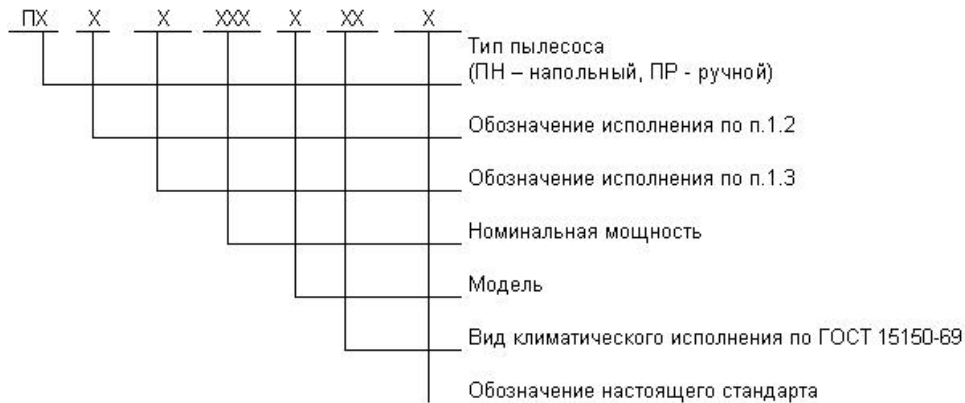 ПХ Х Х ХХХ Х ХХ Х
Тип пылесоса
(ПН – напольный, ПР - ручной)
Обозначение исполнения по п.1.2
Обозначение исполнения по п.1.3
Номинальная мощность
Модель
Вид климатического исполнения по ГОСТ 15150-69
Обозначение настоящего стандарта